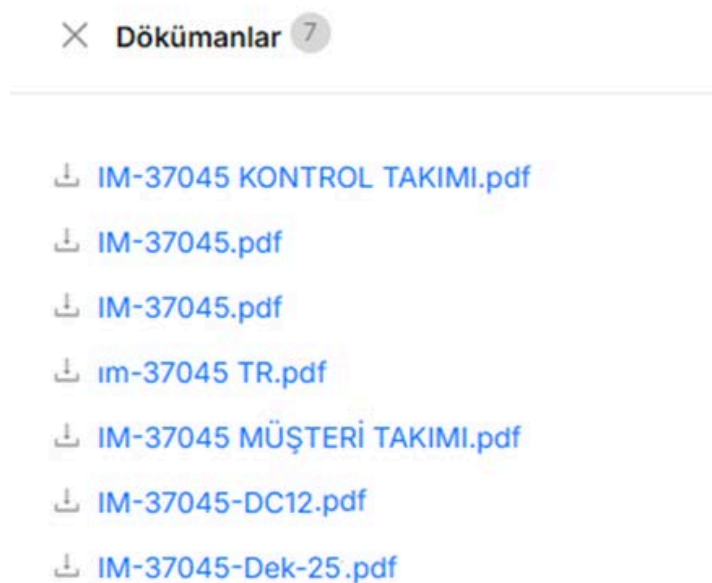 Dökümanlar 7
IM-37045 KONTROL TAKIMI.pdf
IM-37045.pdf
IM-37045.pdf
ım-37045 TR.pdf
IM-37045 MÜŞTERİ TAKIMI.pdf
IM-37045-DC12.pdf
IM-37045-Dek-25.pdf